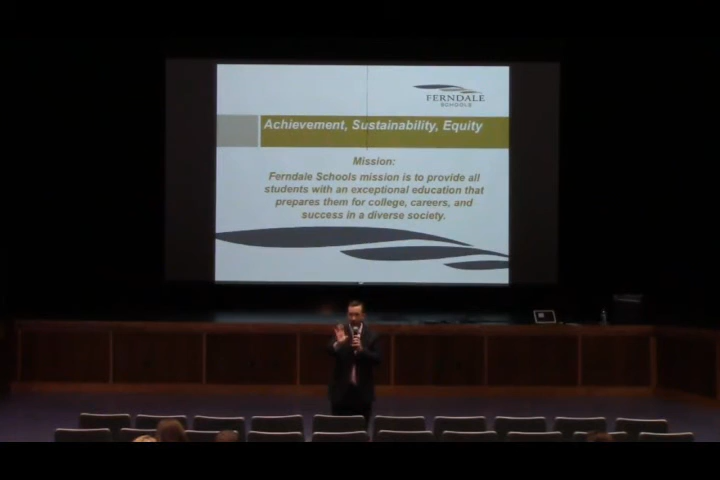 FERNDALE
SCHOOLS
Achievement, Sustainability, Equity
Mission:
Ferndale Schools mission is to provide all
students with an exceptional education that
prepares them for college, careers, and
success in a diverse society.